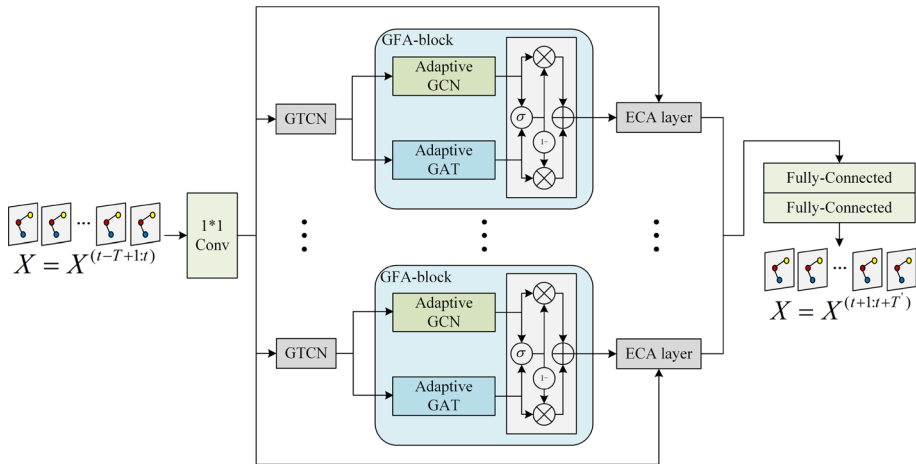 GFA-block
Adaptive
GCN
GTCN
σ
1-
ECA layer
Adaptive
GAT
Fully-Connected
Fully-Connected
1*1
Conv
...
X = X^(t-T+1:t)
...
X = X^(t+1:t+T')
GFA-block
Adaptive
GCN
GTCN
σ
1-
ECA layer
Adaptive
GAT